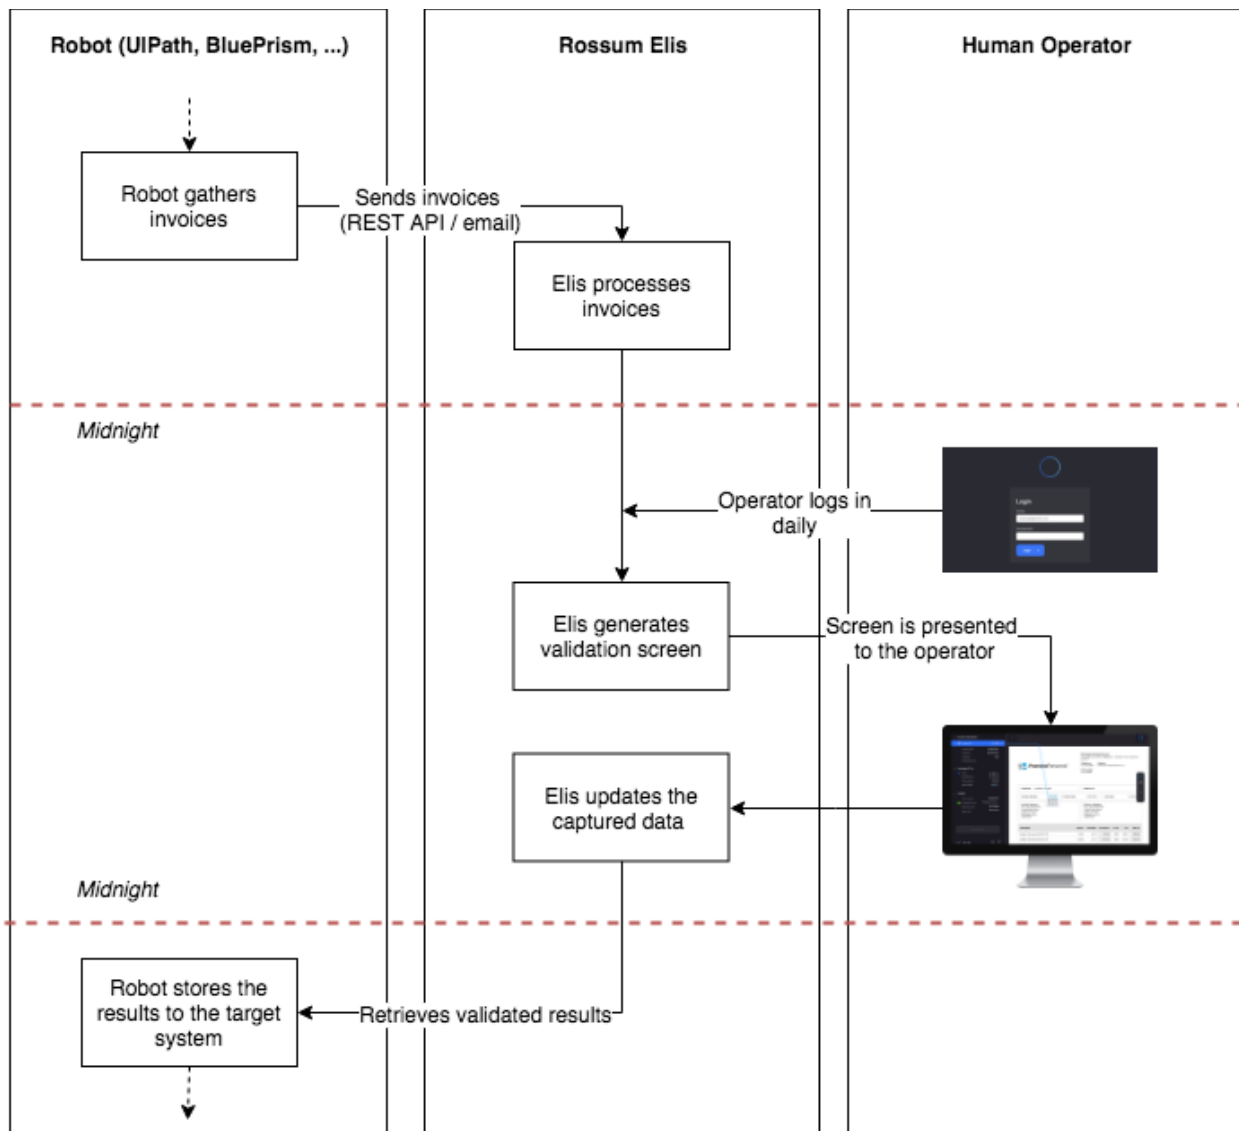 Robot (UIPath, BluePrism, ...)
Rossum Elis
Human Operator
Robot gathers
invoices
Sends invoices
(REST API / email)
Elis processes
invoices
Midnight
Operator logs in
daily
Login
Elis generates
validation screen
Screen is presented
to the operator
Elis updates the
captured data
Midnight
Robot stores the
results to the target
system
Retrieves validated results